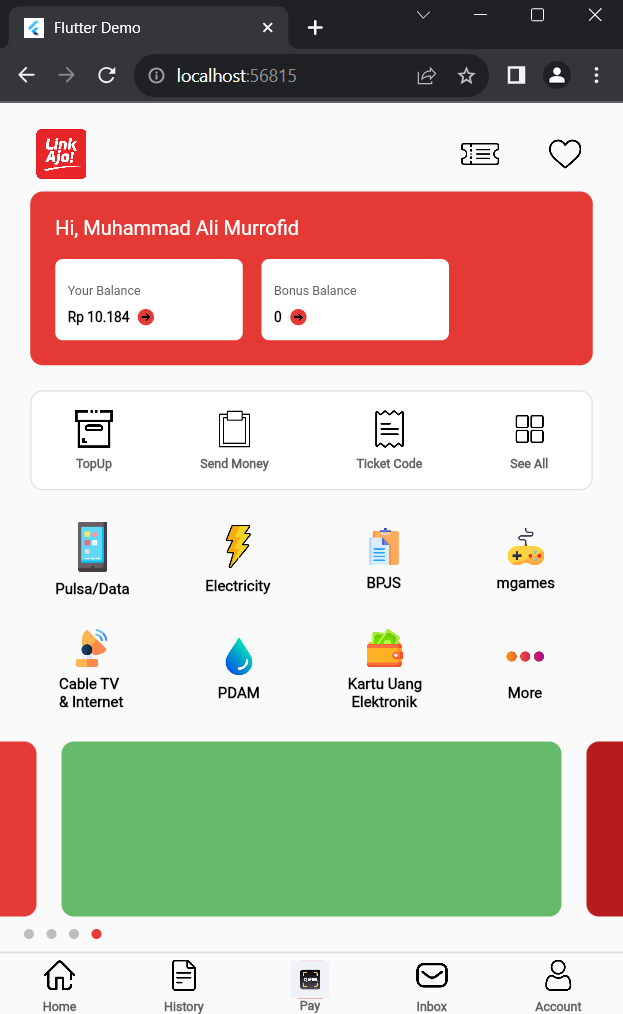 Flutter Demo
localhost:56815
Link
Aja!
Hi, Muhammad Ali Murrofid
Your Balance
Rp 10.184
Bonus Balance
0
TopUp
Send Money
Ticket Code
See All
Pulsa/Data
Electricity
BPJS
mgames
Cable TV
& Internet
PDAM
Kartu Uang
Elektronik
More
Home
History
Pay
Inbox
Account